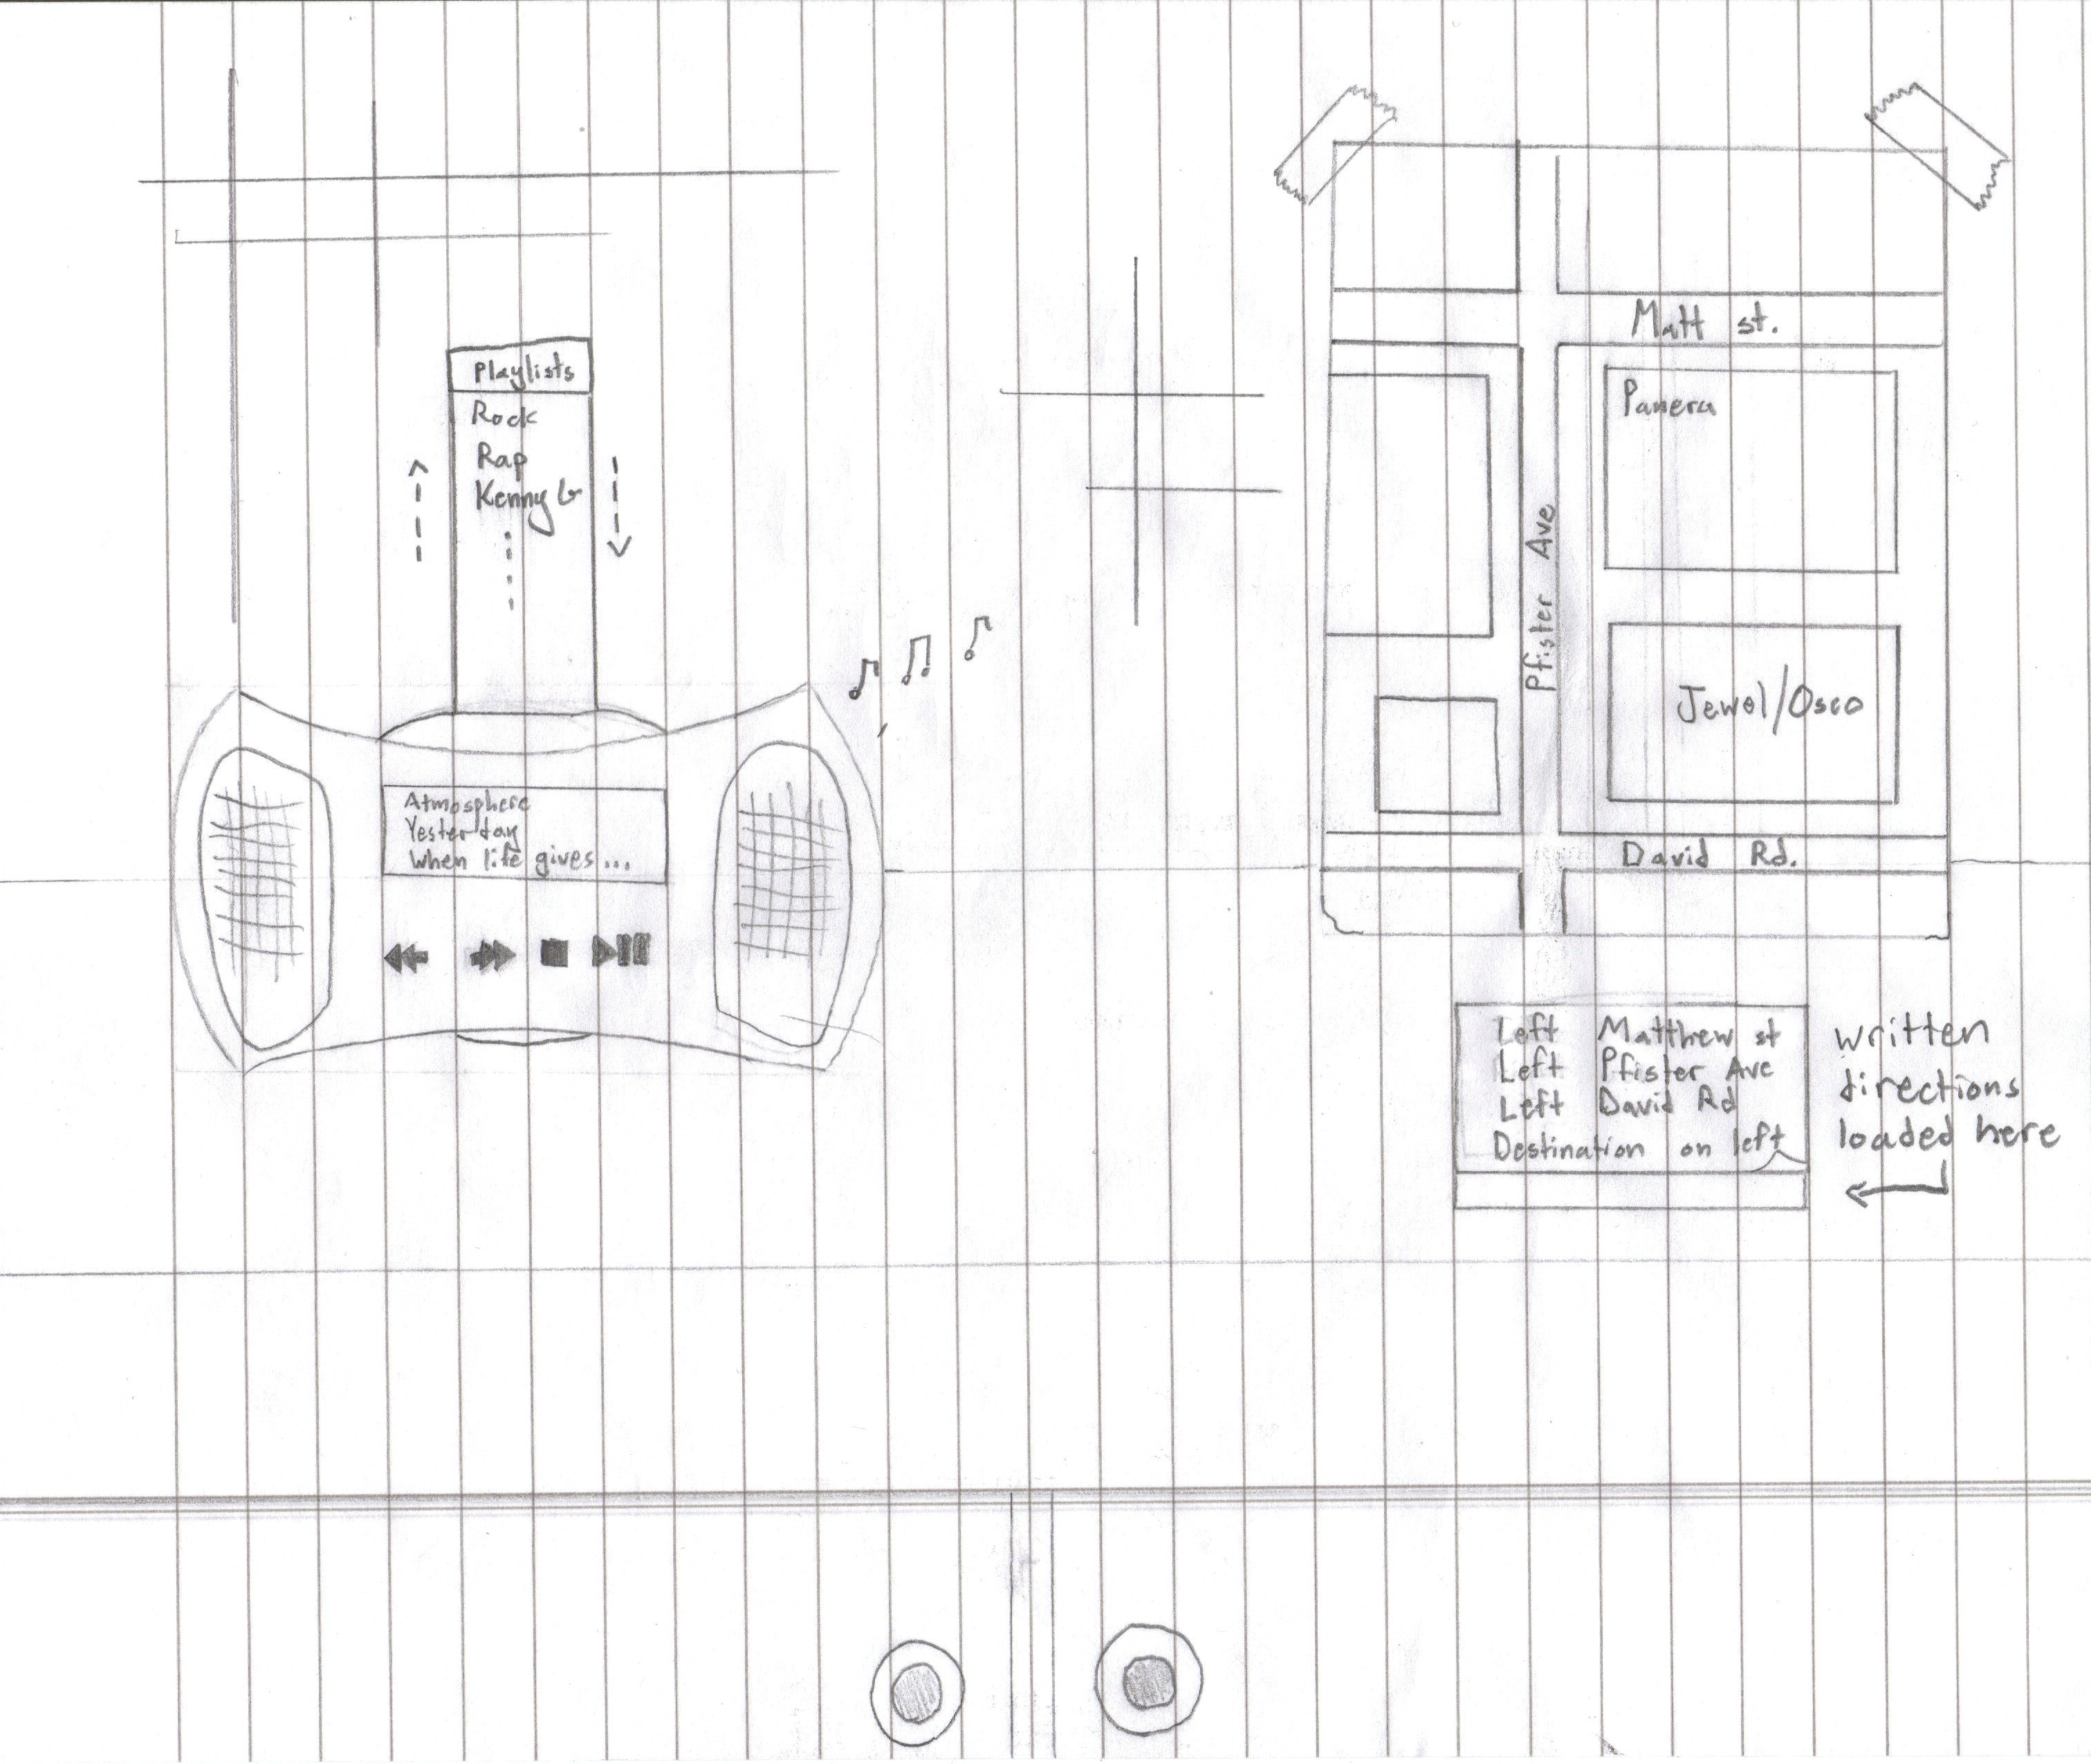 Playlists
Rock
Rap
Kenny G
Atmosphere
Yesterday
When life gives...
Matt st.
Panera
Pfister Ave
Jewel/Osco
David Rd.
Left Matthew st
Left Pfister Ave
Left David Rd
Destination on left
written
directions
loaded here